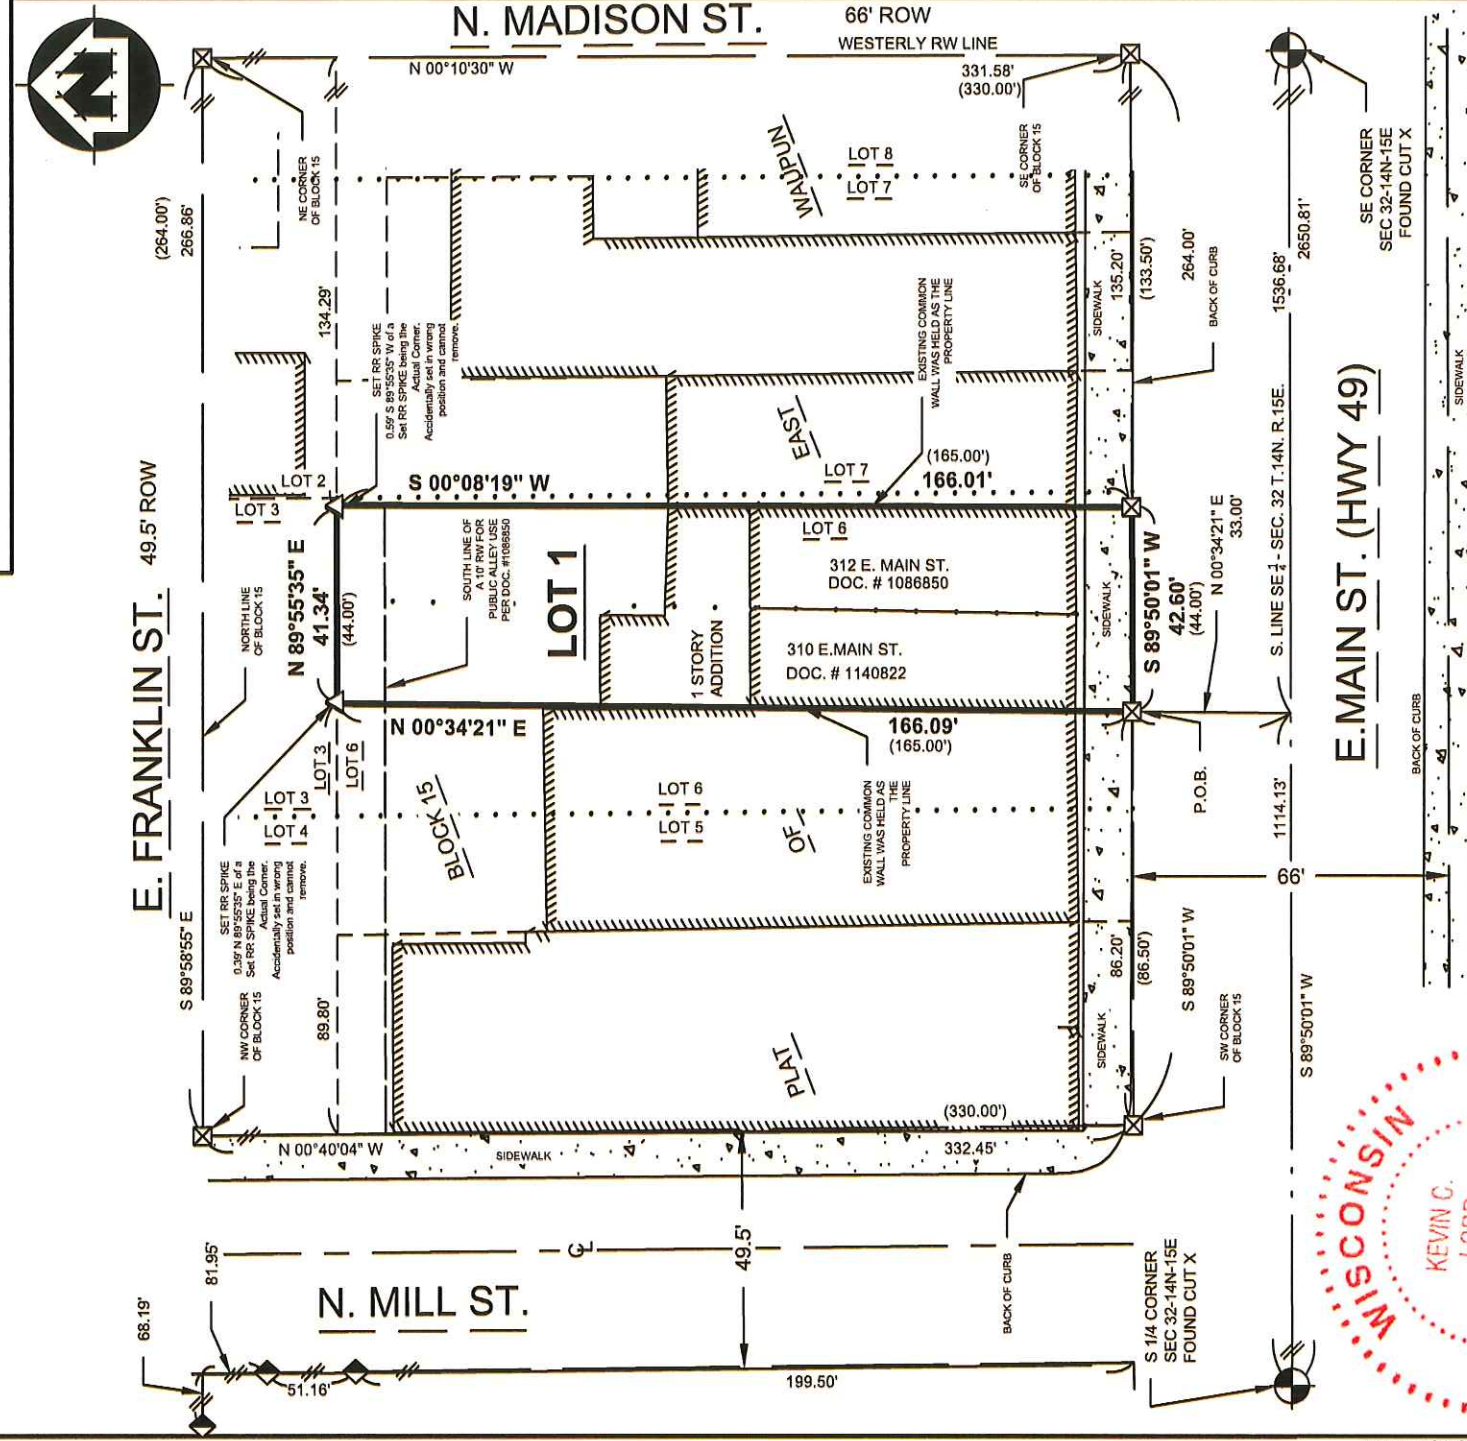 N. MADISON ST.
66' ROW
WESTERLY RW LINE
N 00°10'30" W
331.58'
(330.00')
N
NE CORNER
OF BLOCK 15
SE CORNER
OF BLOCK 15
SE CORNER
SEC 32-14N-15E
FOUND CUT X
(264.00')
266.86'
134.29'
WAUPUN
LOT 8
LOT 7
135.20'
(133.50')
264.00'
SIDEWALK
BACK OF CURB
1536.68'
2650.81'
SET RR SPIKE
0.59' S 89°55'35" W of a
Set RR SPIKE being the
Actual Corner.
Accidentally set in wrong
position and cannot
remove.
EXISTING COMMON
WALL WAS HELD AS THE
PROPERTY LINE
EAST
LOT 7
(165.00')
166.01'
S 00°08'19" W
LOT 2
LOT 3
E. FRANKLIN ST.
49.5' ROW
NORTH LINE
OF BLOCK 15
N 89°55'35" E
41.34'
(44.00')
SOUTH LINE OF
A 10' RW FOR
PUBLIC ALLEY USE
PER DOC. #1086850
LOT 1
LOT 6
312 E. MAIN ST.
DOC. # 1086850
1 STORY
ADDITION
310 E.MAIN ST.
DOC. # 1140822
SIDEWALK
S 89°50'01" W
42.60'
(44.00')
N 00°34'21" E
33.00'
S. LINE SE 1/4 - SEC. 32 T.14N. R.15E.
E.MAIN ST. (HWY 49)
SIDEWALK
BACK OF CURB
N 00°34'21" E
166.09'
(165.00')
LOT 3
LOT 6
LOT 3
LOT 4
BLOCK 15
LOT 6
LOT 5
OF
EXISTING COMMON
WALL WAS HELD AS
THE
PROPERTY LINE
P.O.B.
1114.13'
66'
SET RR SPIKE
0.39' N 89°55'35" E of a
Set RR SPIKE being the
Actual Corner.
Accidentally set in wrong
position and cannot
remove.
S 89°58'55" E
NW CORNER
OF BLOCK 15
89.80'
PLAT
86.20'
(86.50')
S 89°50'01" W
SIDEWALK
SW CORNER
OF BLOCK 15
S 89°50'01" W
(330.00')
332.45'
N 00°40'04" W
SIDEWALK
81.95'
CL
49.5'
N. MILL ST.
BACK OF CURB
S 1/4 CORNER
SEC 32-14N-15E
FOUND CUT X
68.19'
51.16'
199.50'
WISCONSIN
KEVIN C.